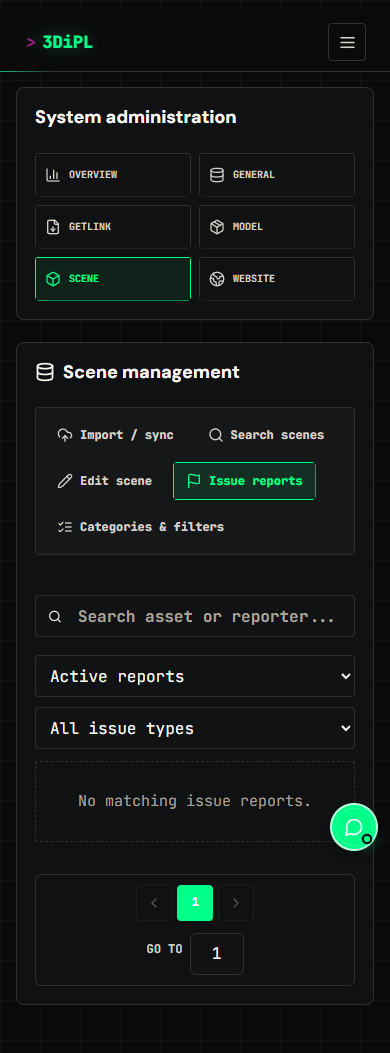 > 3DiPL
System administration
OVERVIEW
GENERAL
GETLINK
MODEL
SCENE
WEBSITE
Scene management
Import / sync
Search scenes
Edit scene
Issue reports
Categories & filters
Search asset or reporter...
Active reports
All issue types
No matching issue reports.
1
GO TO
1